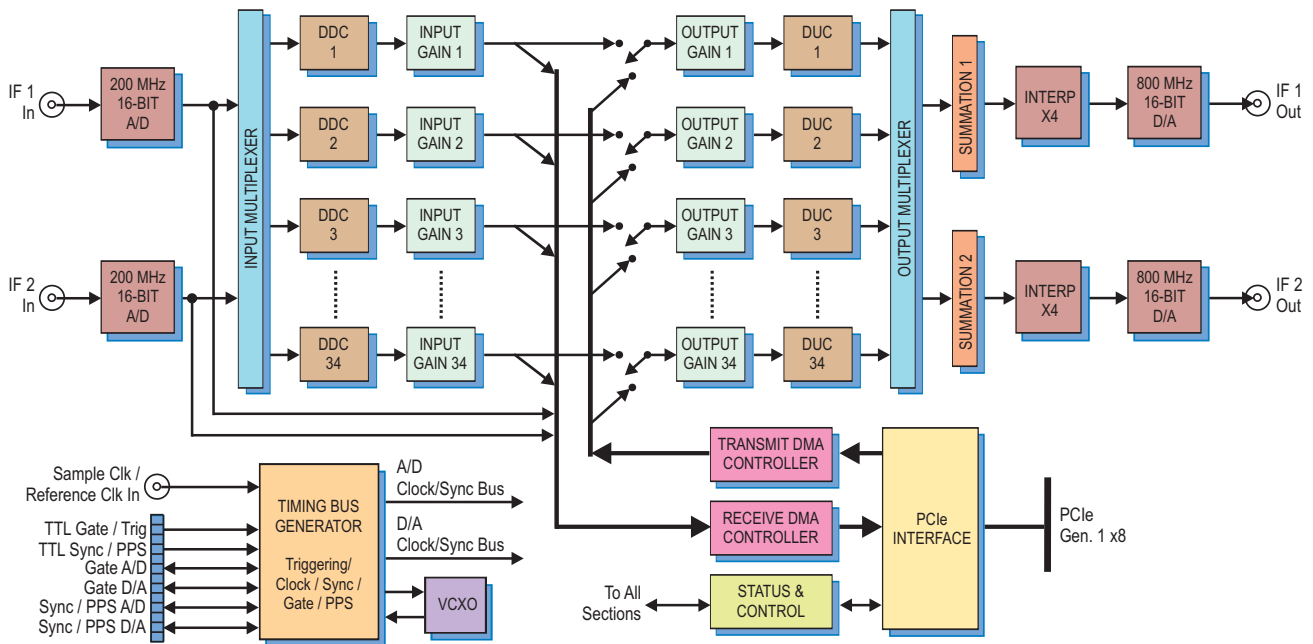 IF 1
In
200 MHz
16-BIT
A/D
IF 2
In
200 MHz
16-BIT
A/D
INPUT MULTIPLEXER
DDC
1
INPUT
GAIN 1
DDC
2
INPUT
GAIN 2
DDC
3
INPUT
GAIN 3
DDC
34
INPUT
GAIN 34
OUTPUT
GAIN 1
DUC
1
OUTPUT
GAIN 2
DUC
2
OUTPUT
GAIN 3
DUC
3
OUTPUT
GAIN 34
DUC
34
OUTPUT MULTIPLEXER
SUMMATION 1
INTERP
X4
800 MHz
16-BIT
D/A
IF 1
Out
SUMMATION 2
INTERP
X4
800 MHz
16-BIT
D/A
IF 2
Out
Sample Clk /
Reference Clk In
TTL Gate / Trig
TTL Sync / PPS
Gate A/D
Gate D/A
Sync / PPS A/D
Sync / PPS D/A
TIMING BUS
GENERATOR
Triggering/
Clock / Sync /
Gate / PPS
A/D
Clock/Sync Bus
D/A
Clock/Sync Bus
VCXO
TRANSMIT DMA
CONTROLLER
RECEIVE DMA
CONTROLLER
To All
Sections
STATUS &
CONTROL
PCIe
INTERFACE
PCIe
Gen. 1 x8